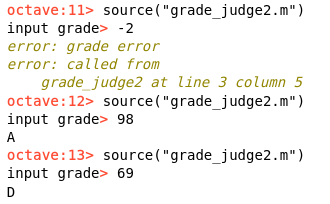 octave:11> source("grade_judge2.m")
input grade> -2
error: grade error
error: called from
    grade_judge2 at line 3 column 5
octave:12> source("grade_judge2.m")
input grade> 98
A
octave:13> source("grade_judge2.m")
input grade> 69
D